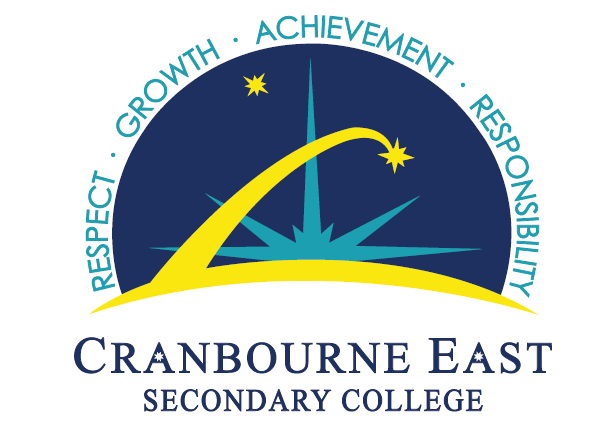 RESPECT · GROWTH · ACHIEVEMENT · RESPONSIBILITY
CRANBOURNE EAST
SECONDARY COLLEGE